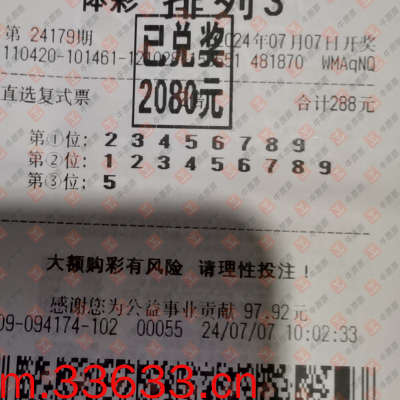 体彩 排列3
第 24179期 2024年07月07日开奖
已兑奖
2080元
110420-101461-12 481870 WMAqNQ
直选复式票 合计288元
第①位: 2 3 4 5 6 7 8 9
第②位: 1 2 3 4 5 6 7 8 9
第③位: 5
大额购彩有风险 请理性投注!
感谢您为公益事业贡献 97.92元
09-094174-102 00055 24/07/07 10:02:33
m.33633.cn